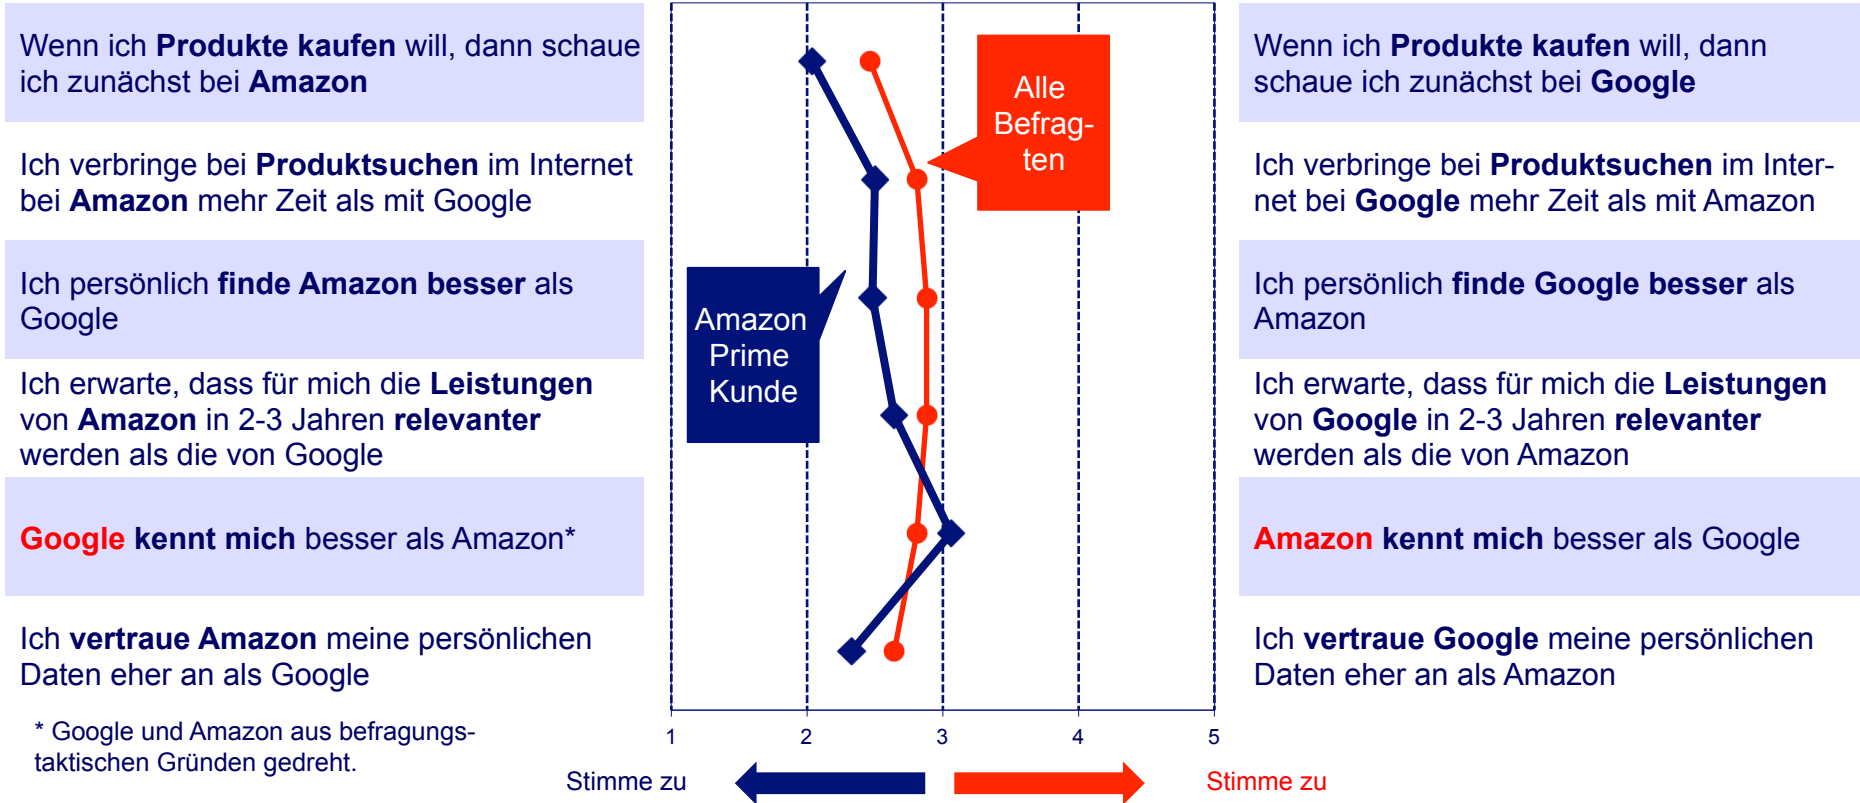 Wenn ich Produkte kaufen will, dann schaue
ich zunächst bei Amazon
Ich verbringe bei Produktsuchen im Internet
bei Amazon mehr Zeit als mit Google
Ich persönlich finde Amazon besser als
Google
Ich erwarte, dass für mich die Leistungen
von Amazon in 2-3 Jahren relevanter
werden als die von Google
Google kennt mich besser als Amazon*
Ich vertraue Amazon meine persönlichen
Daten eher an als Google
* Google und Amazon aus befragungs-
taktischen Gründen gedreht.
Alle
Befrag-
ten
Amazon
Prime
Kunde
1 2 3 4 5
Stimme zu
Stimme zu
Wenn ich Produkte kaufen will, dann
schaue ich zunächst bei Google
Ich verbringe bei Produktsuchen im Inter-
net bei Google mehr Zeit als mit Amazon
Ich persönlich finde Google besser als
Amazon
Ich erwarte, dass für mich die Leistungen
von Google in 2-3 Jahren relevanter
werden als die von Amazon
Amazon kennt mich besser als Google
Ich vertraue Google meine persönlichen
Daten eher an als Amazon